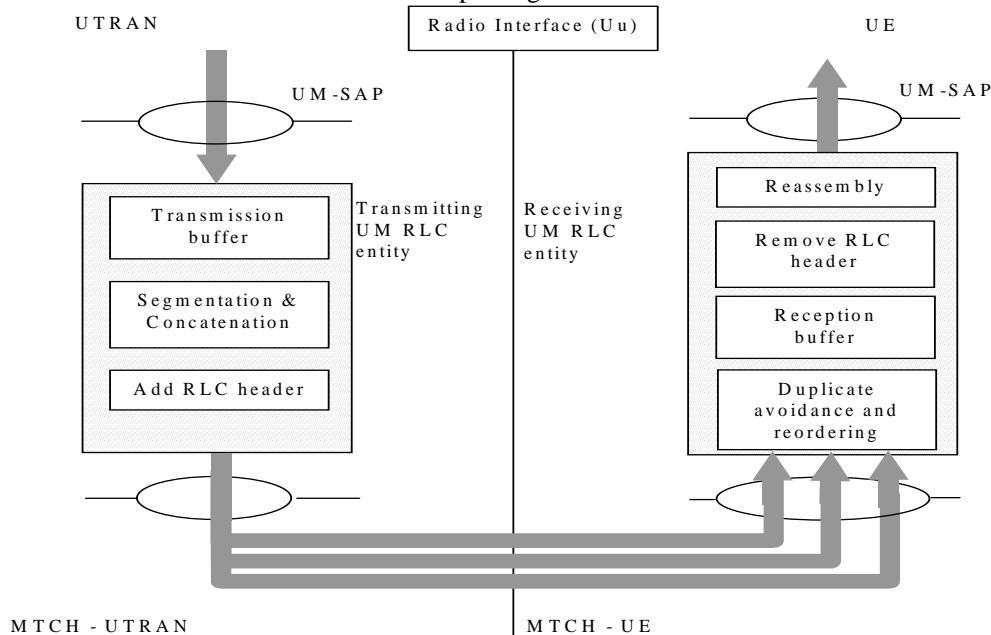 UTRAN
Radio Interface (Uu)
UE
UM-SAP
UM-SAP
Transmission
buffer
Segmentation &
Concatenation
Add RLC header
Transmitting
UM RLC
entity
Receiving
UM RLC
entity
Reassembly
Remove RLC
header
Reception
buffer
Duplicate
avoidance and
reordering
MTCH - UTRAN
MTCH - UE